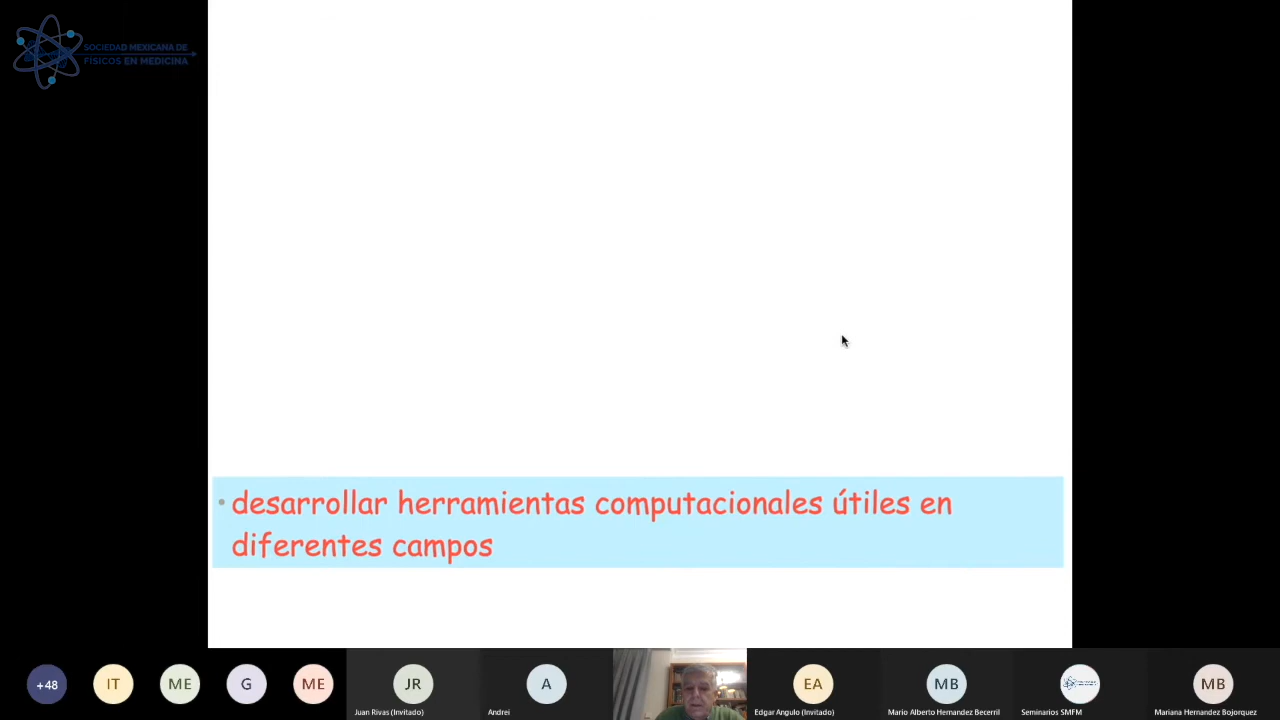 SOCIEDAD MEXICANA DE
FÍSICOS EN MEDICINA
• desarrollar herramientas computacionales útiles en
diferentes campos
+48
IT
ME
G
ME
JR
A
EA
MB
MB
Juan Rivas (Invitado)
Andrei
Edgar Angulo (Invitado)
Mario Alberto Hernandez Becerril
Seminarios SMFM
Mariana Hernandez Bojorquez